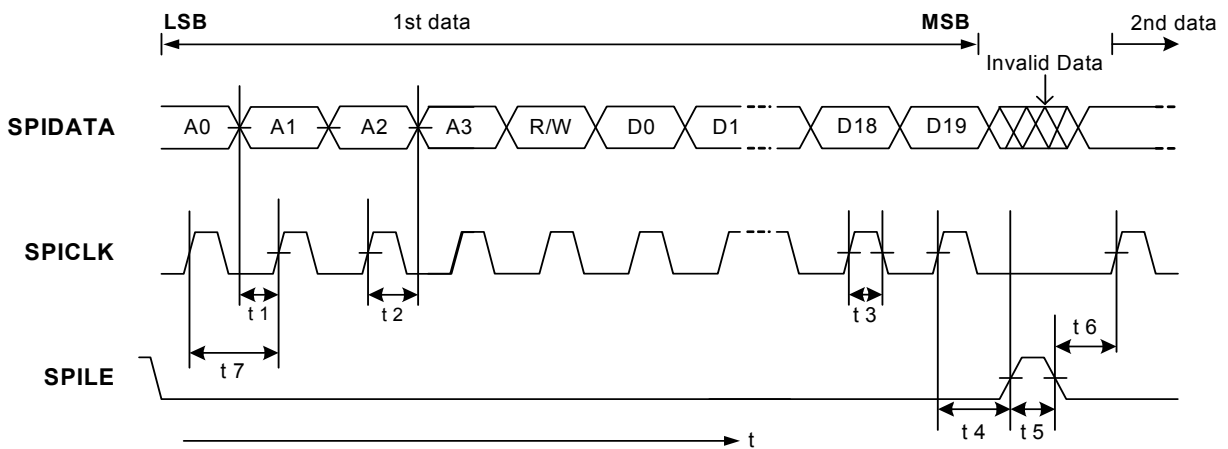 LSB 1st data MSB 2nd data
Invalid Data
SPIDATA A0 A1 A2 A3 R/W D0 D1 D18 D19
SPICLK
t 1 t 2 t 3
t 6
t 7
SPILE
t 4 t 5
t